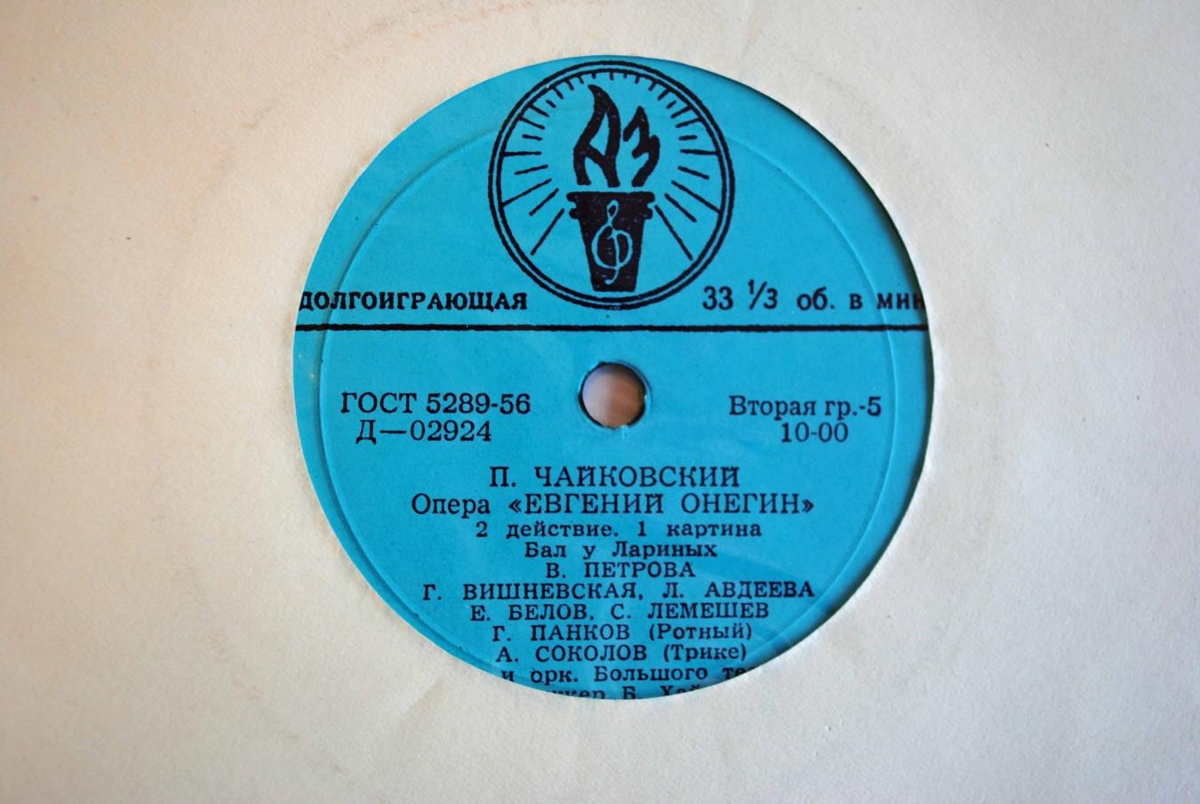 АЗ
ДОЛГОИГРАЮЩАЯ 33 ⅓ об. в мин
ГОСТ 5289-56 Вторая гр.-5
Д—02924 10-00
П. ЧАЙКОВСКИЙ
Опера «ЕВГЕНИЙ ОНЕГИН»
2 действие. 1 картина
Бал у Лариных
В. ПЕТРОВА
Г. ВИШНЕВСКАЯ, Л. АВДЕЕВА
Е. БЕЛОВ, С. ЛЕМЕШЕВ
Г. ПАНКОВ (Ротный)
А. СОКОЛОВ (Трике)
и орк. Большого
Б.